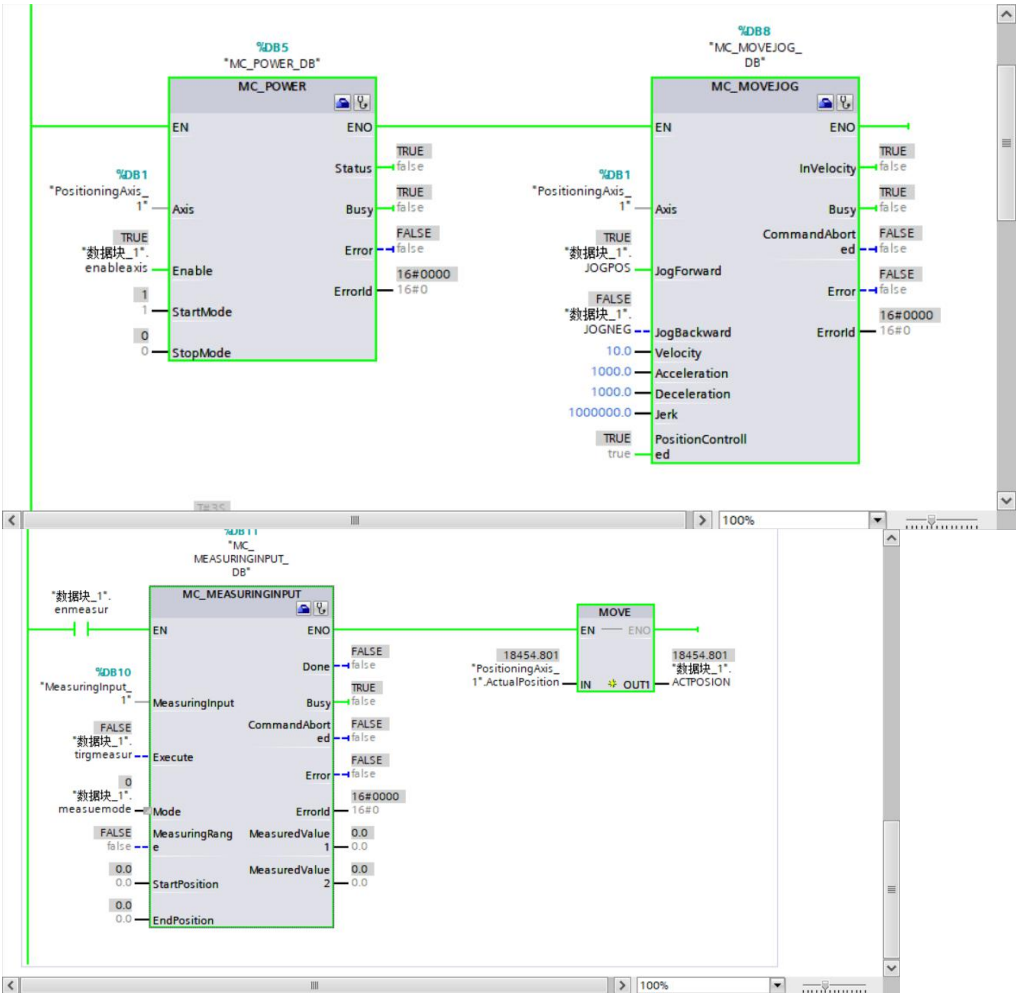 %DB5
"MC_POWER_DB"
MC_POWER
EN
ENO
TRUE
Status
false
%DB1
"PositioningAxis_
1"
Axis
TRUE
Busy
false
TRUE
"数据块_1".
enableaxis
Enable
FALSE
Error
false
1
1
StartMode
16#0000
ErrorId
16#0
0
0
StopMode
%DB8
"MC_MOVEJOG_
DB"
MC_MOVEJOG
EN
ENO
TRUE
InVelocity
false
%DB1
"PositioningAxis_
1"
Axis
TRUE
Busy
false
TRUE
"数据块_1".
JOGPOS
JogForward
FALSE
CommandAbort
ed
false
FALSE
Error
false
FALSE
"数据块_1".
JOGNEG
JogBackward
16#0000
ErrorId
16#0
10.0
Velocity
1000.0
Acceleration
1000.0
Deceleration
1000000.0
Jerk
TRUE
true
PositionControll
ed
100%
%DB11
"MC_
MEASURINGINPUT_
DB"
MC_MEASURINGINPUT
"数据块_1".
enmeasur
EN
ENO
FALSE
Done
false
%DB10
"MeasuringInput_
1"
MeasuringInput
TRUE
Busy
false
FALSE
"数据块_1".
tirgmeasur
Execute
FALSE
CommandAbort
ed
false
FALSE
Error
false
0
"数据块_1".
measuemode
Mode
16#0000
ErrorId
16#0
FALSE
false
MeasuringRang
e
0.0
MeasuredValue
1
0.0
0.0
0.0
StartPosition
0.0
MeasuredValue
2
0.0
0.0
0.0
EndPosition
MOVE
EN
ENO
18454.801
"PositioningAxis_
1".ActualPosition
IN
OUT1
18454.801
"数据块_1".
ACTPOSION
100%